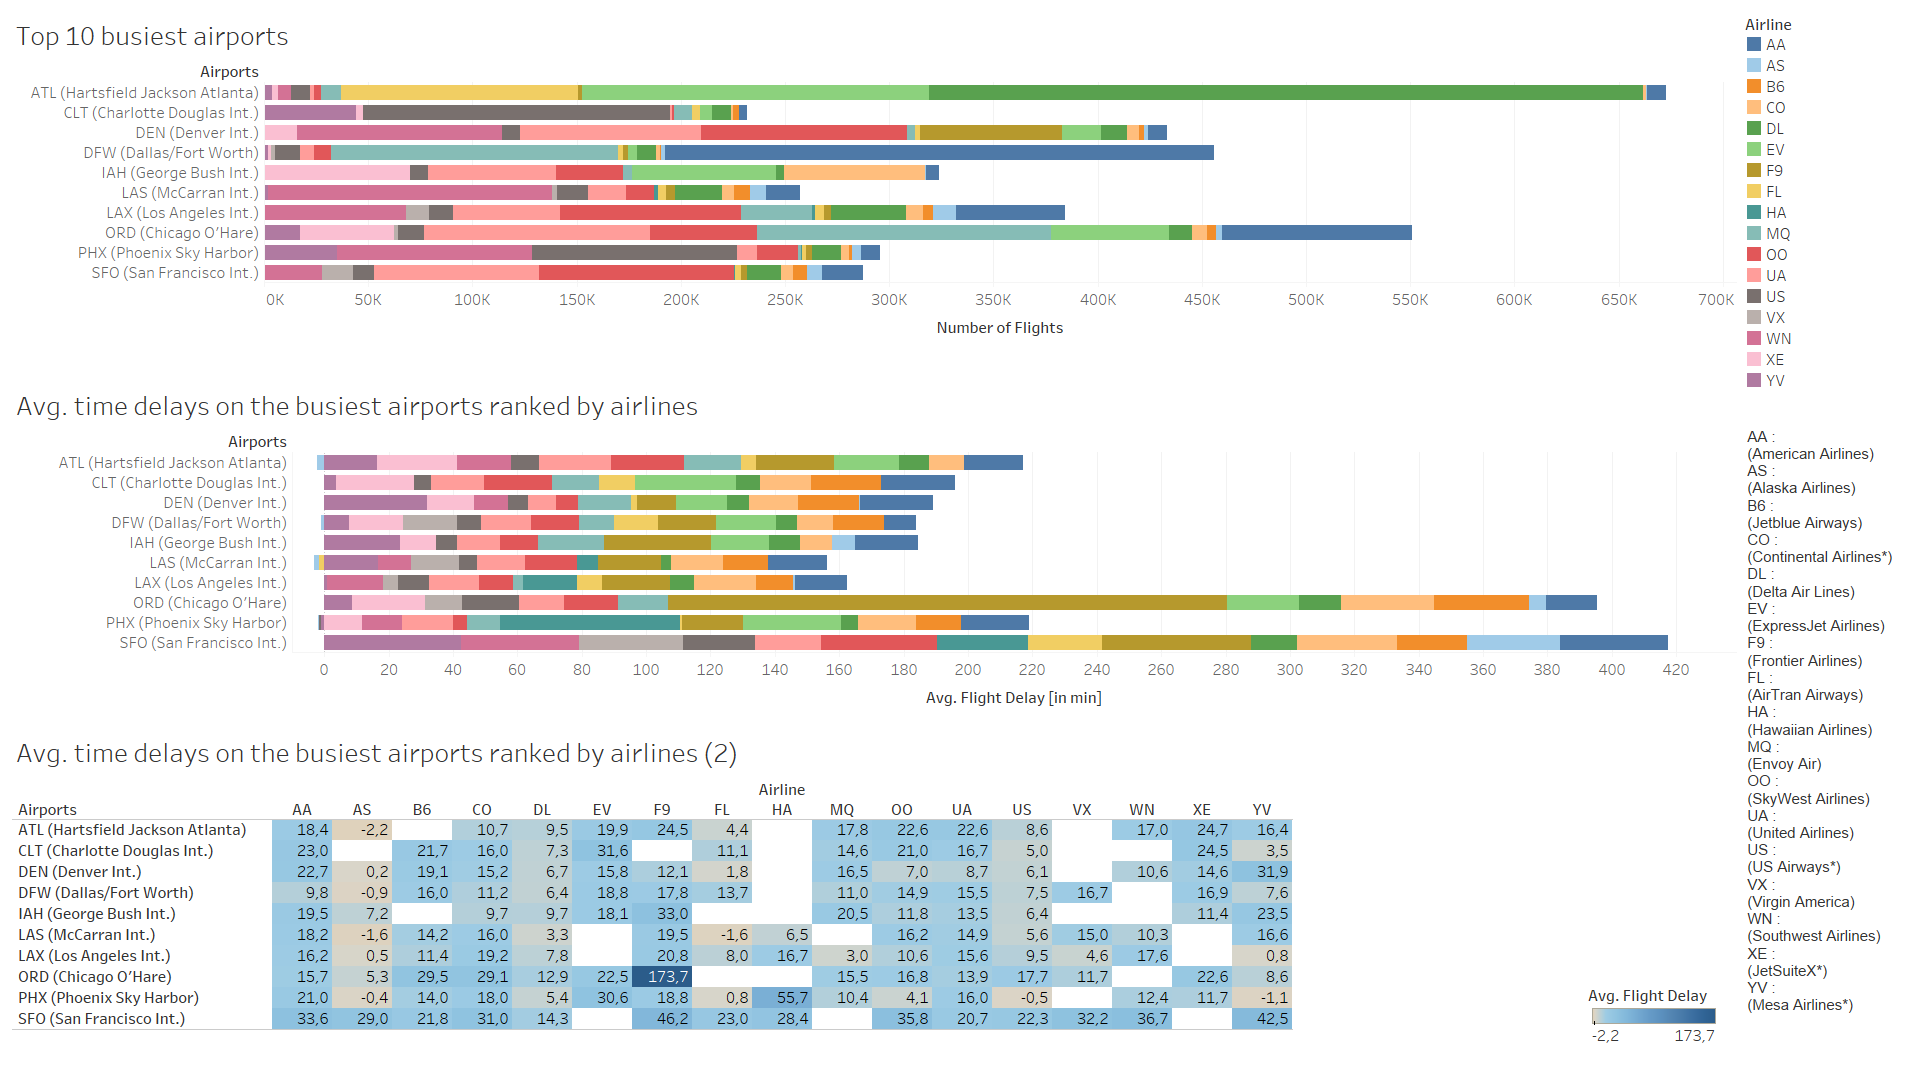 Top 10 busiest airports
Airports
ATL (Hartsfield Jackson Atlanta)
CLT (Charlotte Douglas Int.)
DEN (Denver Int.)
DFW (Dallas/Fort Worth)
IAH (George Bush Int.)
LAS (McCarran Int.)
LAX (Los Angeles Int.)
ORD (Chicago O'Hare)
PHX (Phoenix Sky Harbor)
SFO (San Francisco Int.)
0K 50K 100K 150K 200K 250K 300K 350K 400K 450K 500K 550K 600K 650K 700K
Number of Flights
Airline
AA
AS
B6
CO
DL
EV
F9
FL
HA
MQ
OO
UA
US
VX
WN
XE
YV
Avg. time delays on the busiest airports ranked by airlines
Airports
ATL (Hartsfield Jackson Atlanta)
CLT (Charlotte Douglas Int.)
DEN (Denver Int.)
DFW (Dallas/Fort Worth)
IAH (George Bush Int.)
LAS (McCarran Int.)
LAX (Los Angeles Int.)
ORD (Chicago O'Hare)
PHX (Phoenix Sky Harbor)
SFO (San Francisco Int.)
0 20 40 60 80 100 120 140 160 180 200 220 240 260 280 300 320 340 360 380 400 420
Avg. Flight Delay [in min]
AA :
(American Airlines)
AS :
(Alaska Airlines)
B6 :
(Jetblue Airways)
CO :
(Continental Airlines*)
DL :
(Delta Air Lines)
EV :
(ExpressJet Airlines)
F9 :
(Frontier Airlines)
FL :
(AirTran Airways)
HA :
(Hawaiian Airlines)
MQ :
(Envoy Air)
OO :
(SkyWest Airlines)
UA :
(United Airlines)
US :
(US Airways*)
VX :
(Virgin America)
WN :
(Southwest Airlines)
XE :
(JetSuiteX*)
YV :
(Mesa Airlines*)
Avg. time delays on the busiest airports ranked by airlines (2)
Airline
Airports AA AS B6 CO DL EV F9 FL HA MQ OO UA US VX WN XE YV
ATL (Hartsfield Jackson Atlanta) 18,4 -2,2 10,7 9,5 19,9 24,5 4,4 17,8 22,6 22,6 8,6 17,0 24,7 16,4
CLT (Charlotte Douglas Int.) 23,0 21,7 16,0 7,3 31,6 11,1 14,6 21,0 16,7 5,0 24,5 3,5
DEN (Denver Int.) 22,7 0,2 19,1 15,2 6,7 15,8 12,1 1,8 16,5 7,0 8,7 6,1 10,6 14,6 31,9
DFW (Dallas/Fort Worth) 9,8 -0,9 16,0 11,2 6,4 18,8 17,8 13,7 11,0 14,9 15,5 7,5 16,7 16,9 7,6
IAH (George Bush Int.) 19,5 7,2 9,7 9,7 18,1 33,0 20,5 11,8 13,5 6,4 11,4 23,5
LAS (McCarran Int.) 18,2 -1,6 14,2 16,0 3,3 19,5 -1,6 6,5 16,2 14,9 5,6 15,0 10,3 16,6
LAX (Los Angeles Int.) 16,2 0,5 11,4 19,2 7,8 20,8 8,0 16,7 3,0 10,6 15,6 9,5 4,6 17,6 0,8
ORD (Chicago O'Hare) 15,7 5,3 29,5 29,1 12,9 22,5 173,7 15,5 16,8 13,9 17,7 11,7 22,6 8,6
PHX (Phoenix Sky Harbor) 21,0 -0,4 14,0 18,0 5,4 30,6 18,8 0,8 55,7 10,4 4,1 16,0 -0,5 12,4 11,7 -1,1
SFO (San Francisco Int.) 33,6 29,0 21,8 31,0 14,3 46,2 23,0 28,4 35,8 20,7 22,3 32,2 36,7 42,5
Avg. Flight Delay
-2,2 173,7